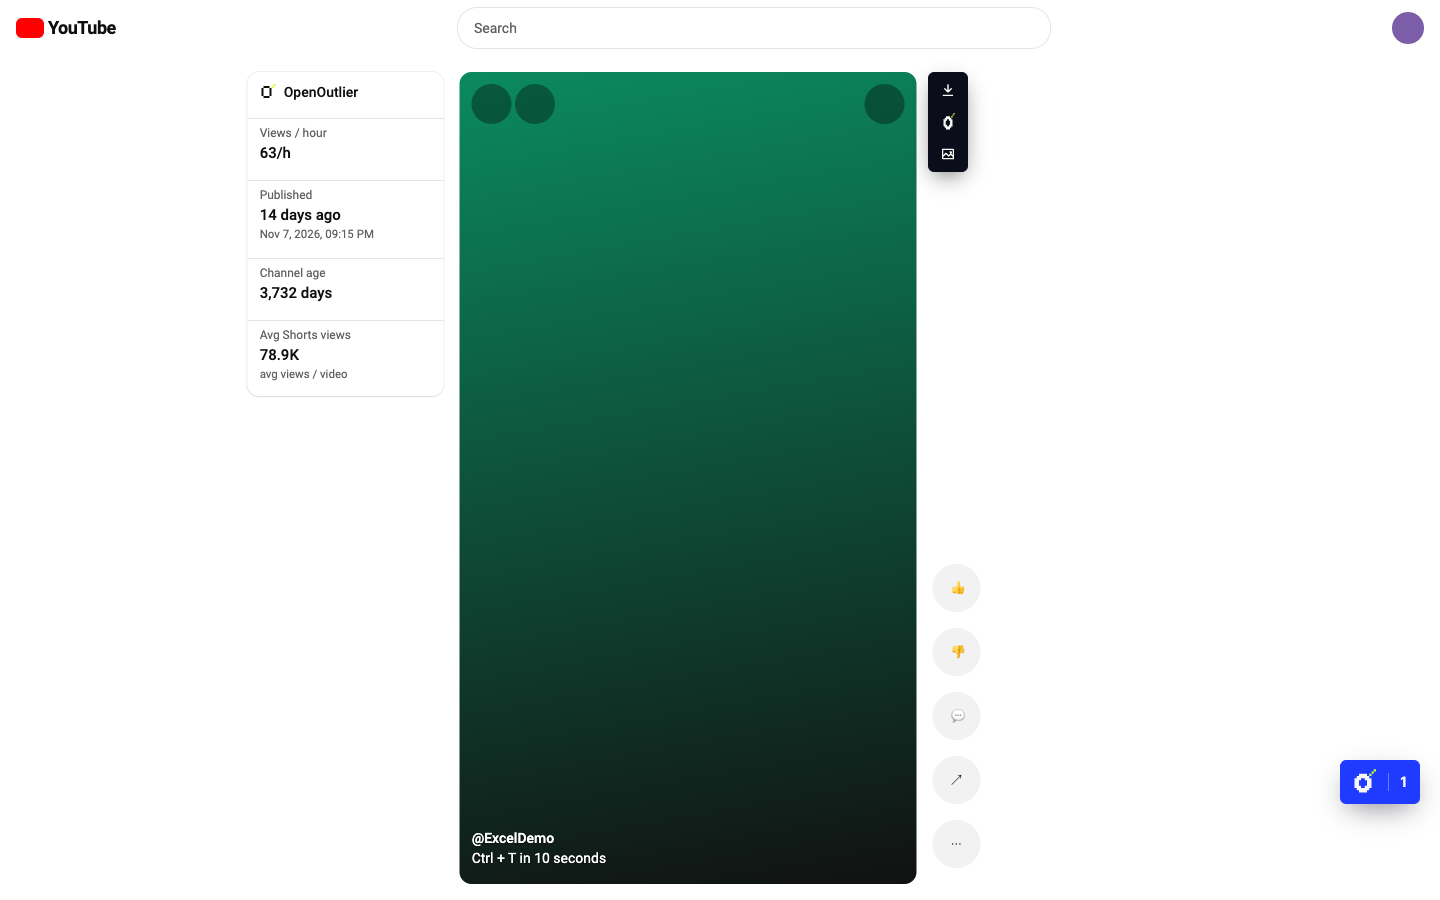 YouTube
Search
OpenOutlier
Views / hour
63/h
Published
14 days ago
Nov 7, 2026, 09:15 PM
Channel age
3,732 days
Avg Shorts views
78.9K
avg views / video
@ExcelDemo
Ctrl + T in 10 seconds
1